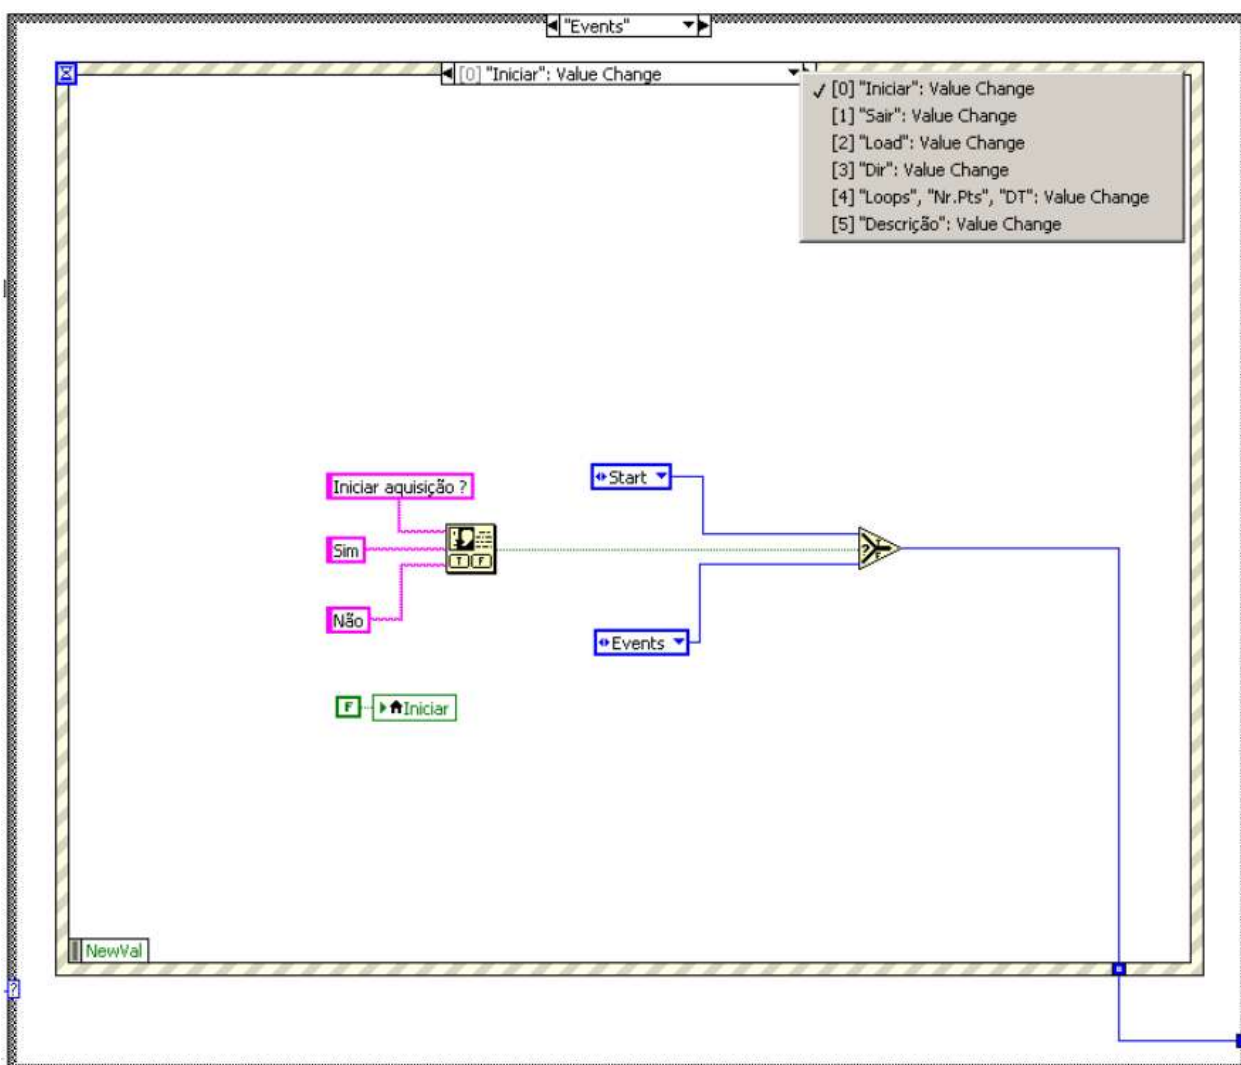 "Events"
[0] "Iniciar": Value Change
[0] "Iniciar": Value Change
[1] "Sair": Value Change
[2] "Load": Value Change
[3] "Dir": Value Change
[4] "Loops", "Nr.Pts", "DT": Value Change
[5] "Descrição": Value Change
Iniciar aquisição ?
Start
Sim
T F
? T F
Não
Events
F Iniciar
NewVal
?